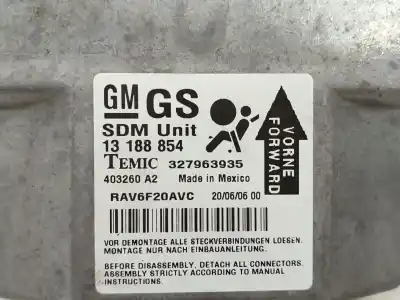 GM GS
SDM Unit
13 188 854
TEMIC 327963935
403260 A2 Made in Mexico
RAV6F20AVC 20/06/06 00
VORNE
FORWARD
VOR DEMONTAGE ALLE STECKVERBINDUNGEN LOESEN.
MONTAGE NUR NACH EINBAUANLEITUNG.
BEFORE DISASSEMBLY, DETACH ALL CONNECTORS.
ASSEMBLY STRICTLY ACCORDING TO MANUAL
INSTRUCTIONS.